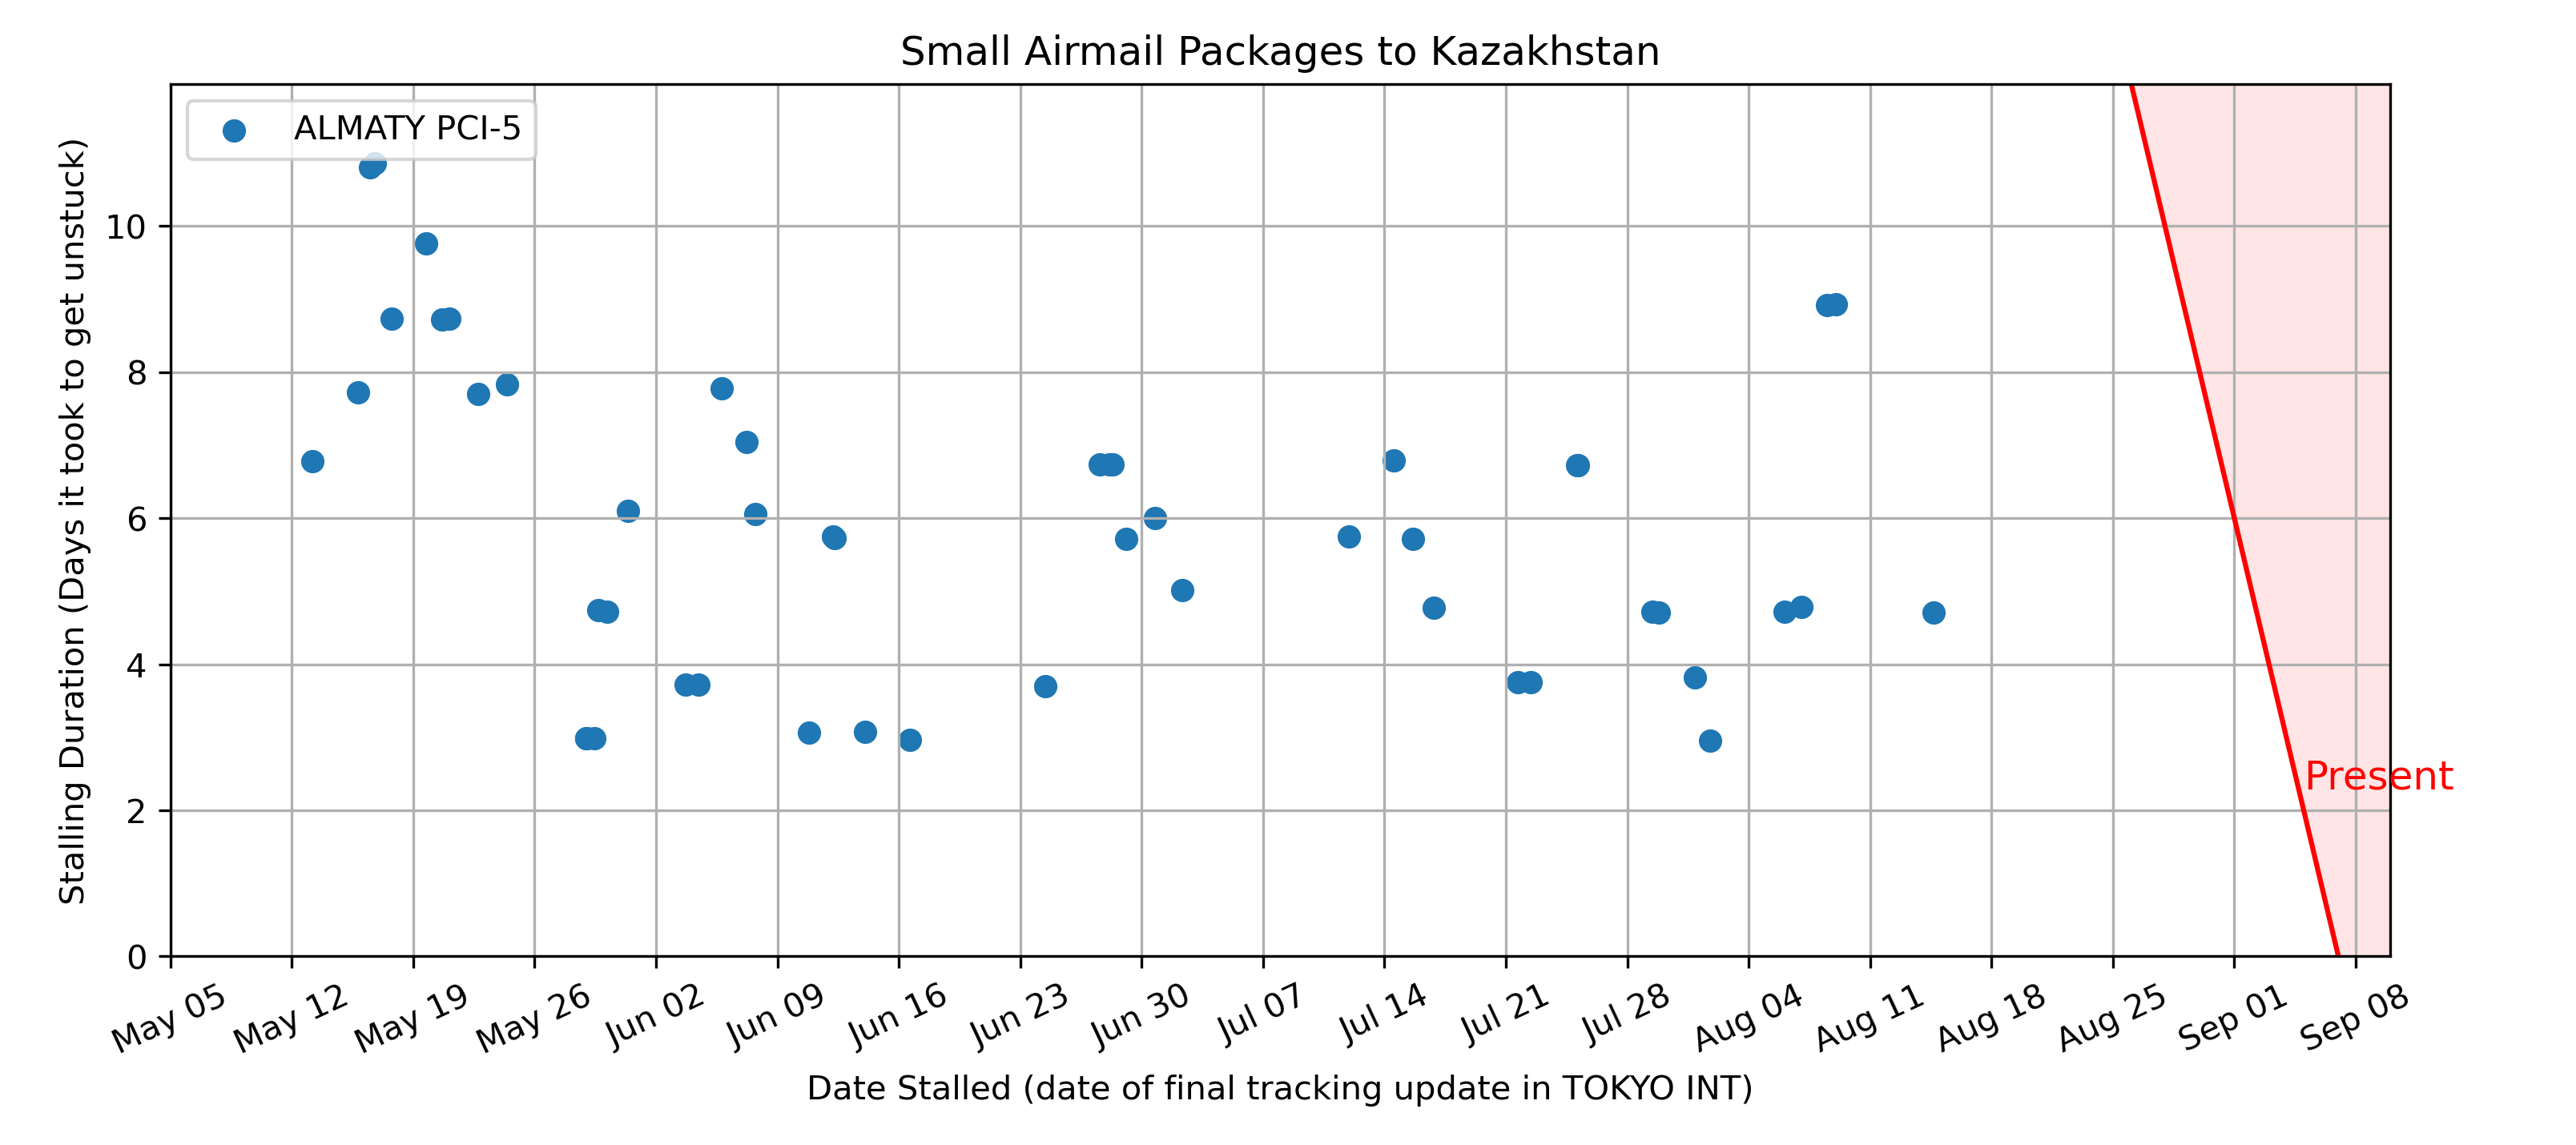 Small Airmail Packages to Kazakhstan
ALMATY PCI-5
Stalling Duration (Days it took to get unstuck)
10
8
6
4
2
0
Present
May 05
May 12
May 19
May 26
Jun 02
Jun 09
Jun 16
Jun 23
Jun 30
Jul 07
Jul 14
Jul 21
Jul 28
Aug 04
Aug 11
Aug 18
Aug 25
Sep 01
Sep 08
Date Stalled (date of final tracking update in TOKYO INT)